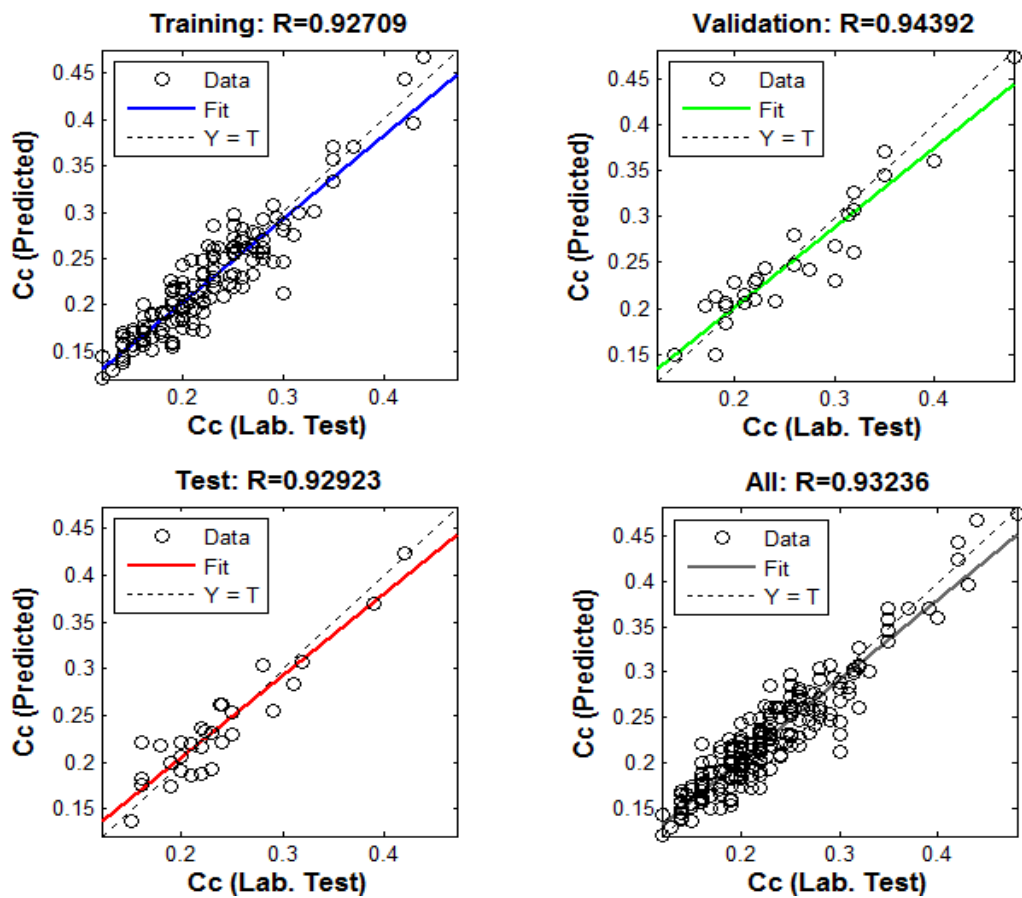 Training: R=0.92709
Cc (Predicted)
0.45
0.4
0.35
0.3
0.25
0.2
0.15
Data
Fit
Y = T
0.2
0.3
0.4
Cc (Lab. Test)
Validation: R=0.94392
Cc (Predicted)
0.45
0.4
0.35
0.3
0.25
0.2
0.15
Data
Fit
Y = T
0.2
0.3
0.4
Cc (Lab. Test)
Test: R=0.92923
Cc (Predicted)
0.45
0.4
0.35
0.3
0.25
0.2
0.15
Data
Fit
Y = T
0.2
0.3
0.4
Cc (Lab. Test)
All: R=0.93236
Cc (Predicted)
0.45
0.4
0.35
0.3
0.25
0.2
0.15
Data
Fit
Y = T
0.2
0.3
0.4
Cc (Lab. Test)